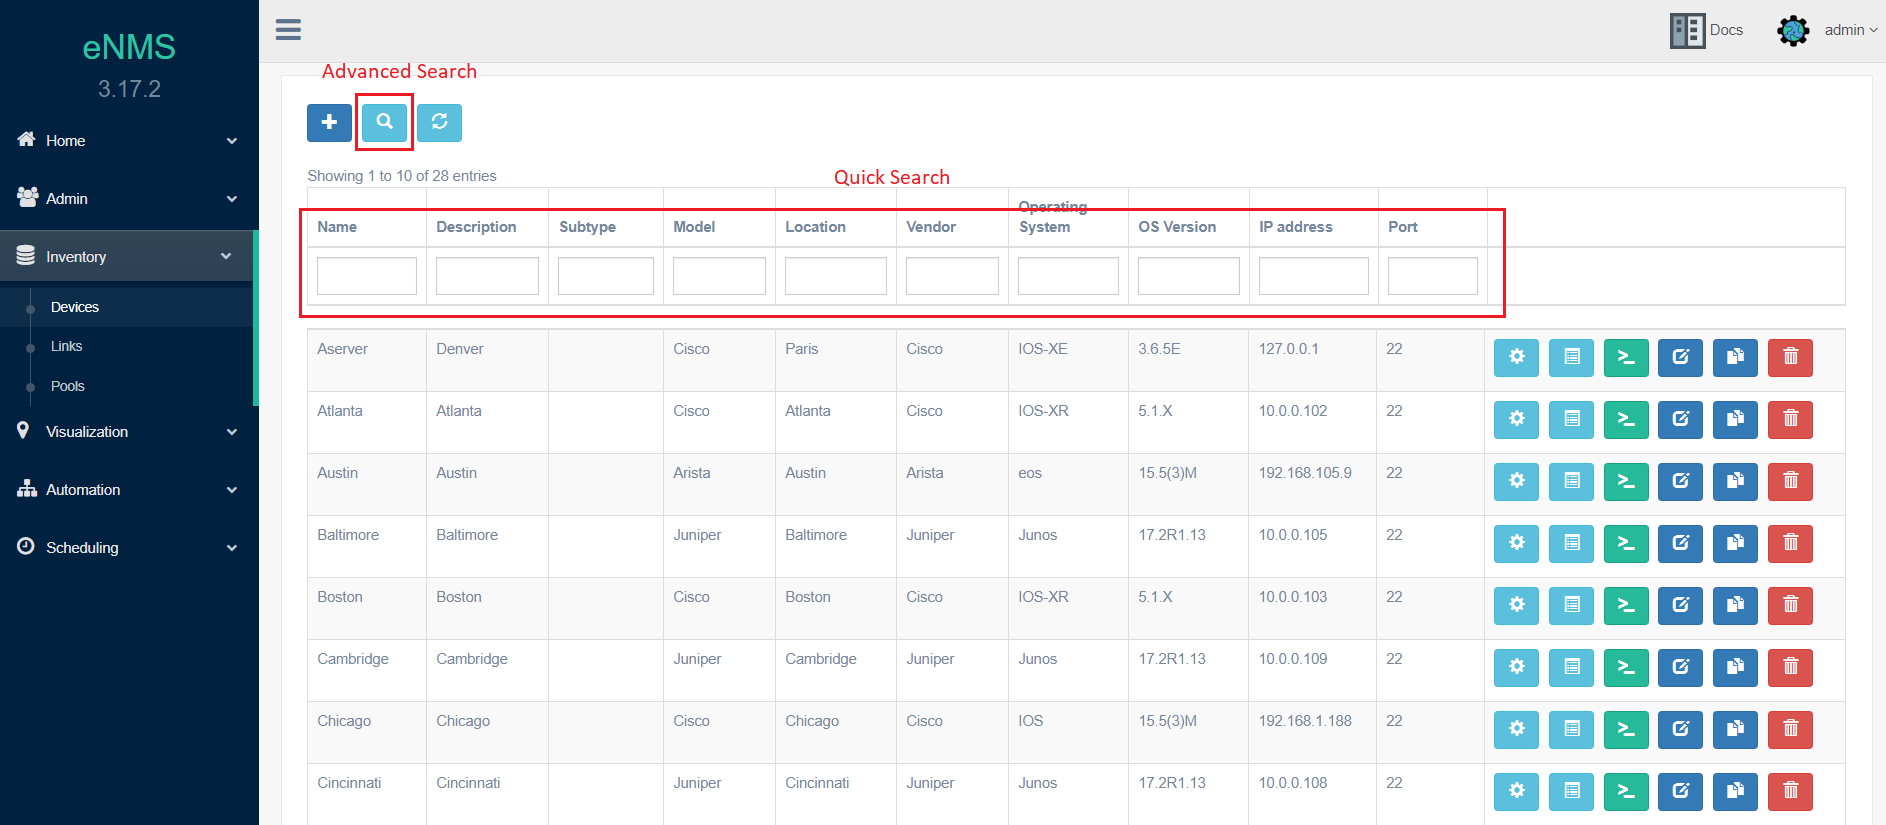 eNMS
3.17.2
Home
Admin
Inventory
Devices
Links
Pools
Visualization
Automation
Scheduling
Docs
admin
Advanced Search
Showing 1 to 10 of 28 entries
Quick Search
Name Description Subtype Model Location Vendor Operating System OS Version IP address Port
Aserver Denver Cisco Paris Cisco IOS-XE 3.6.5E 127.0.0.1 22
Atlanta Atlanta Cisco Atlanta Cisco IOS-XR 5.1.X 10.0.0.102 22
Austin Austin Arista Austin Arista eos 15.5(3)M 192.168.105.9 22
Baltimore Baltimore Juniper Baltimore Juniper Junos 17.2R1.13 10.0.0.105 22
Boston Boston Cisco Boston Cisco IOS-XR 5.1.X 10.0.0.103 22
Cambridge Cambridge Juniper Cambridge Juniper Junos 17.2R1.13 10.0.0.109 22
Chicago Chicago Cisco Chicago Cisco IOS 15.5(3)M 192.168.1.188 22
Cincinnati Cincinnati Juniper Cincinnati Juniper Junos 17.2R1.13 10.0.0.108 22